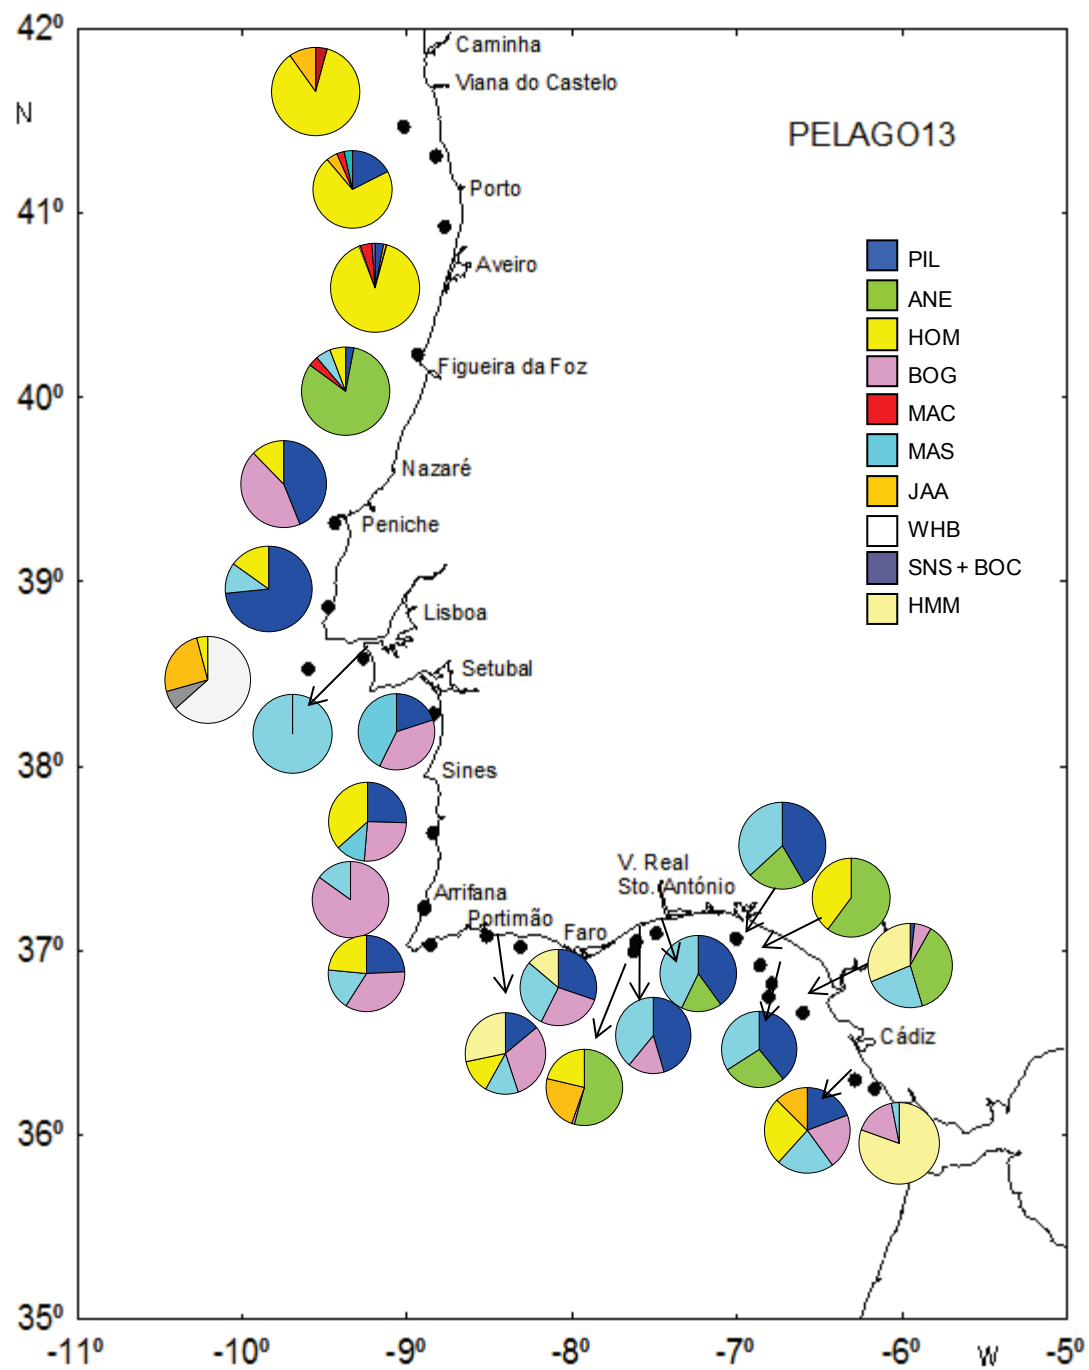 42⁰
Caminha
Viana do Castelo
N
PELAGO13
41⁰
Porto
Aveiro
PIL
ANE
HOM
BOG
MAC
MAS
JAA
WHB
SNS + BOC
HMM
40⁰
Figueira da Foz
Nazaré
Peniche
39⁰
Lisboa
Setubal
38⁰
Sines
V. Real
Sto. António
Arrifana
Portimão
Faro
37⁰
Cádiz
36⁰
35⁰
-11⁰
-10⁰
-9⁰
-8⁰
-7⁰
-6⁰
W
-5⁰